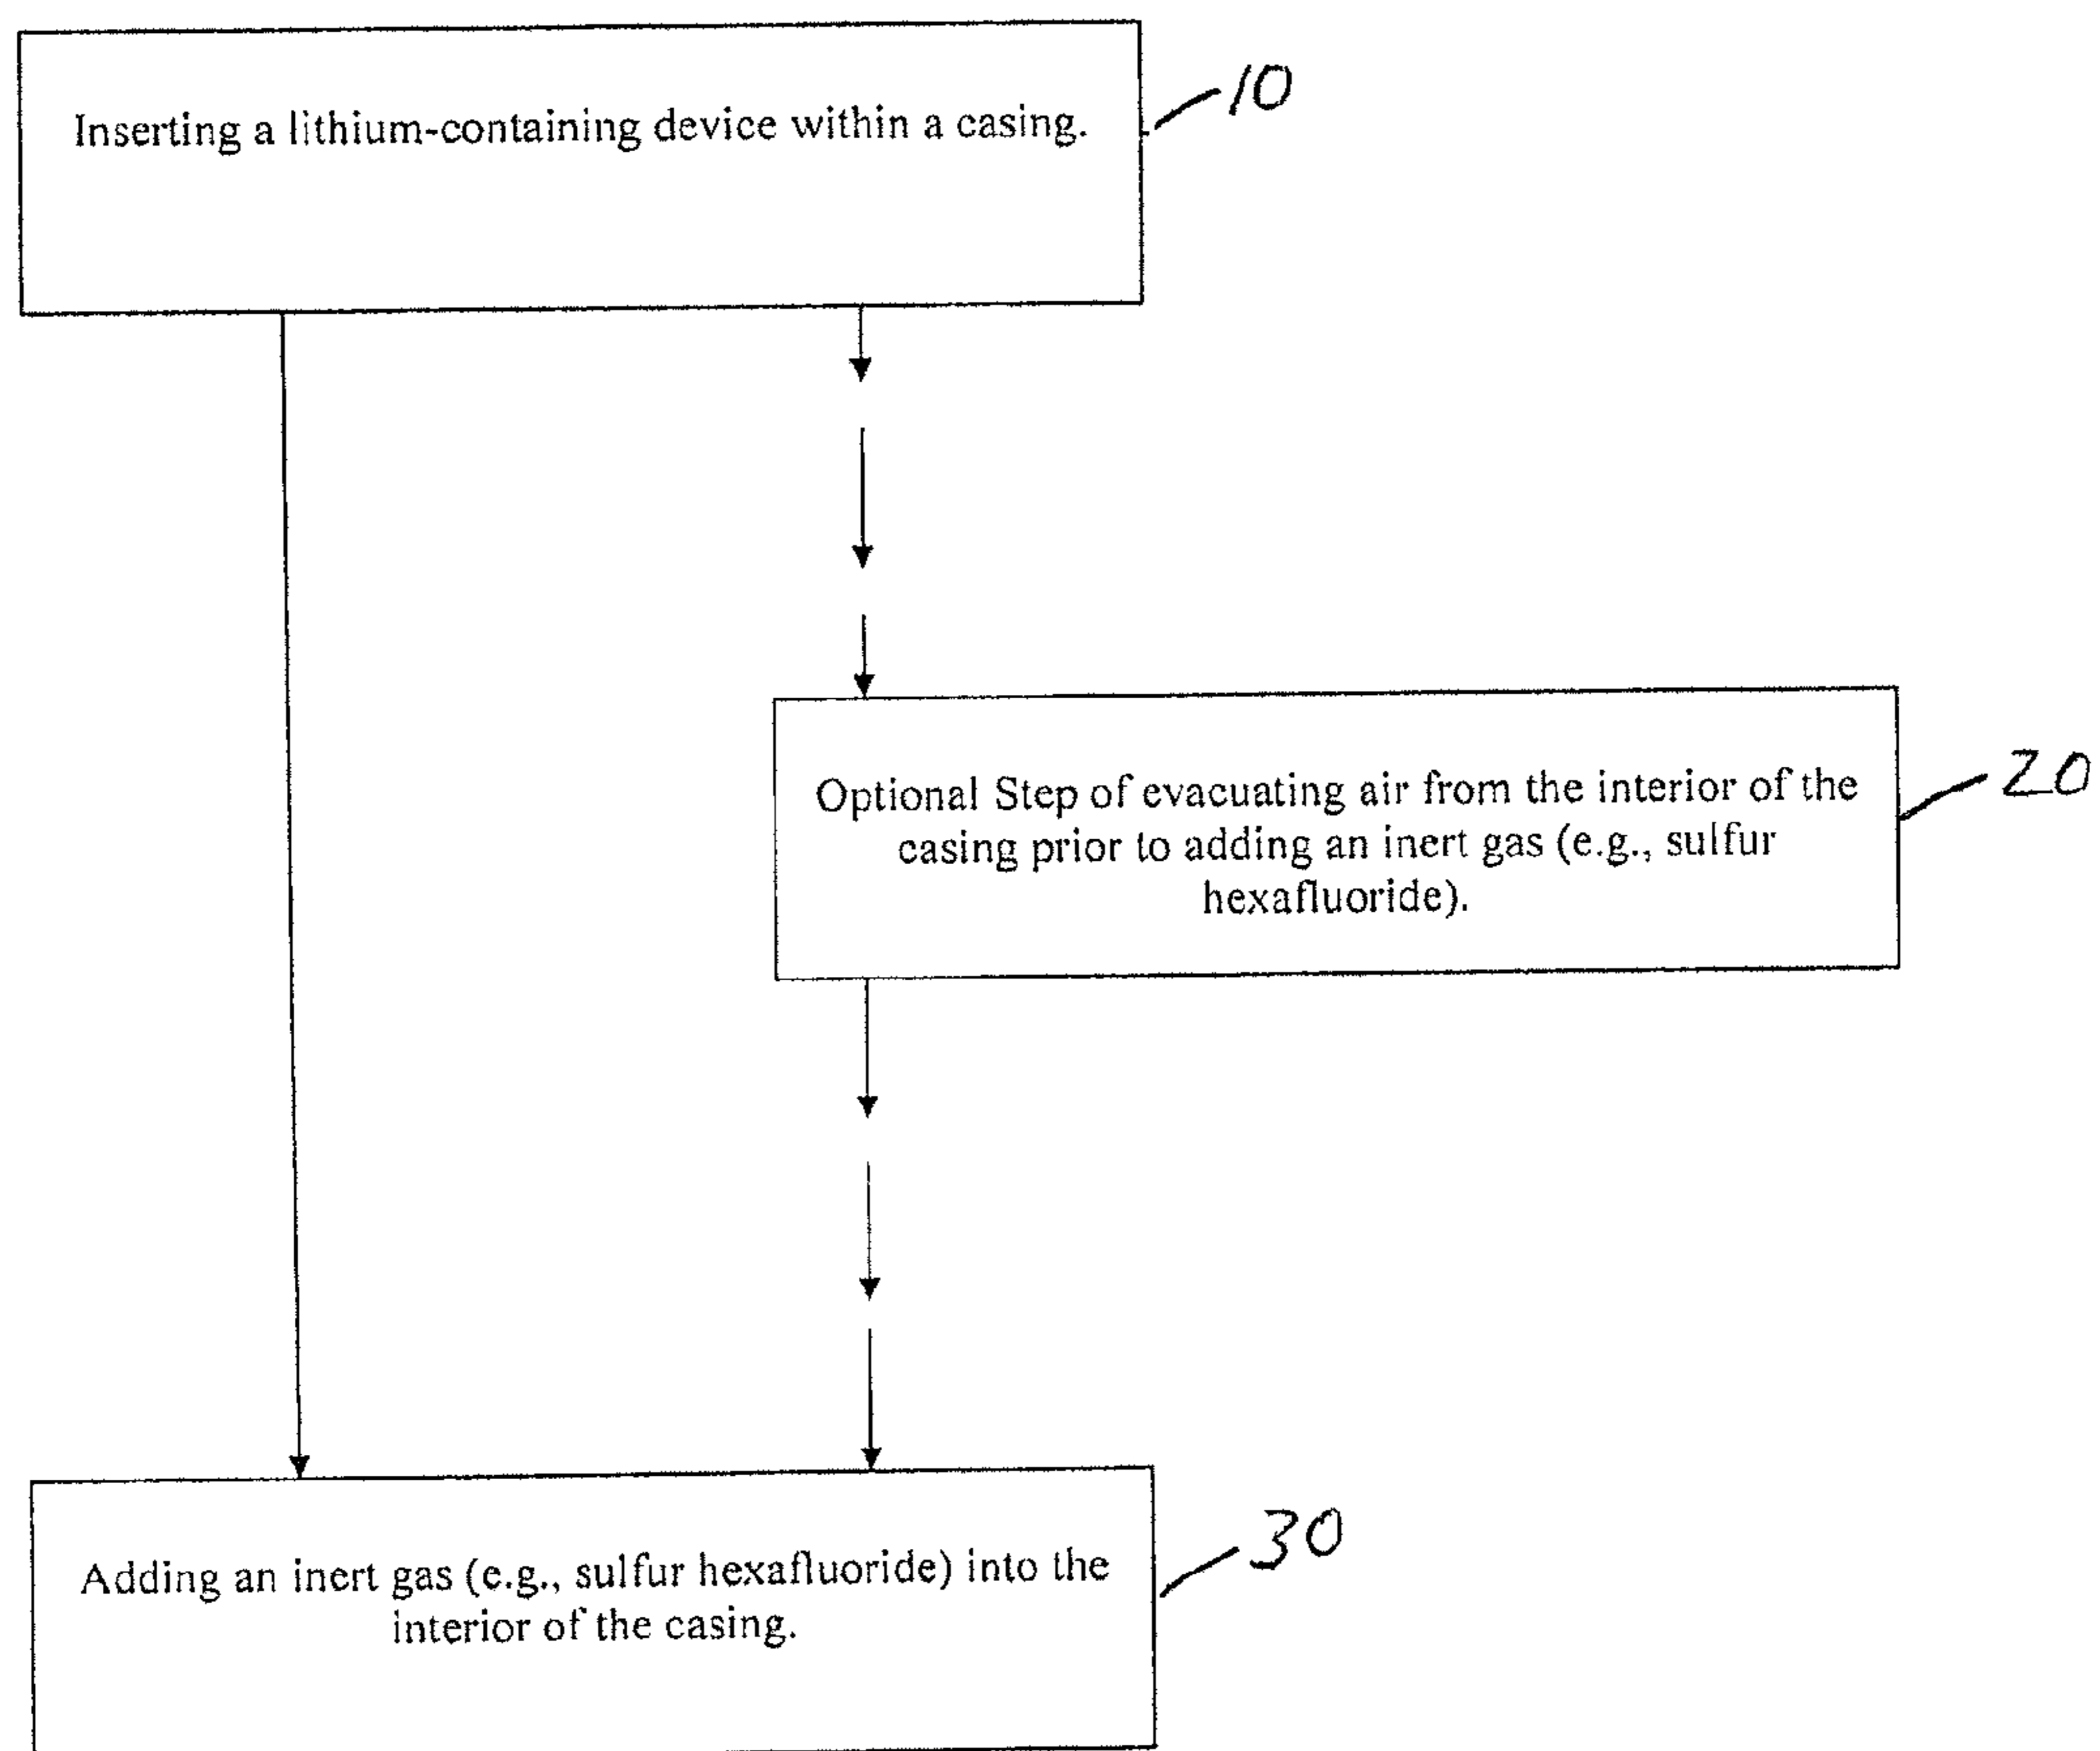 Inserting a lithium-containing device within a casing.
10
Optional Step of evacuating air from the interior of the
casing prior to adding an inert gas (e.g., sulfur
hexafluoride).
20
Adding an inert gas (e.g., sulfur hexafluoride) into the
interior of the casing.
30